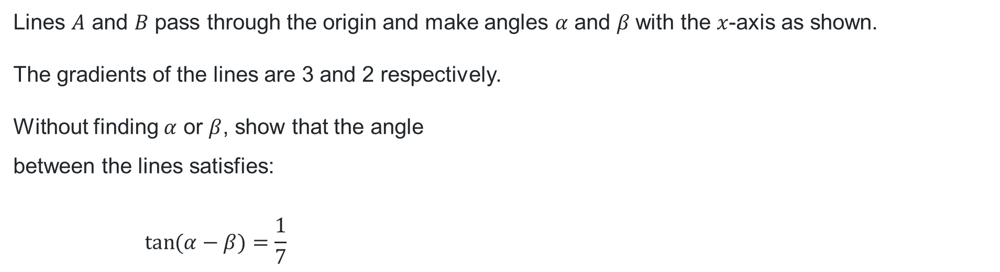 Lines A and B pass through the origin and make angles α and β with the x-axis as shown.
The gradients of the lines are 3 and 2 respectively.
Without finding α or β, show that the angle
between the lines satisfies:
tan(α − β) = 1/7